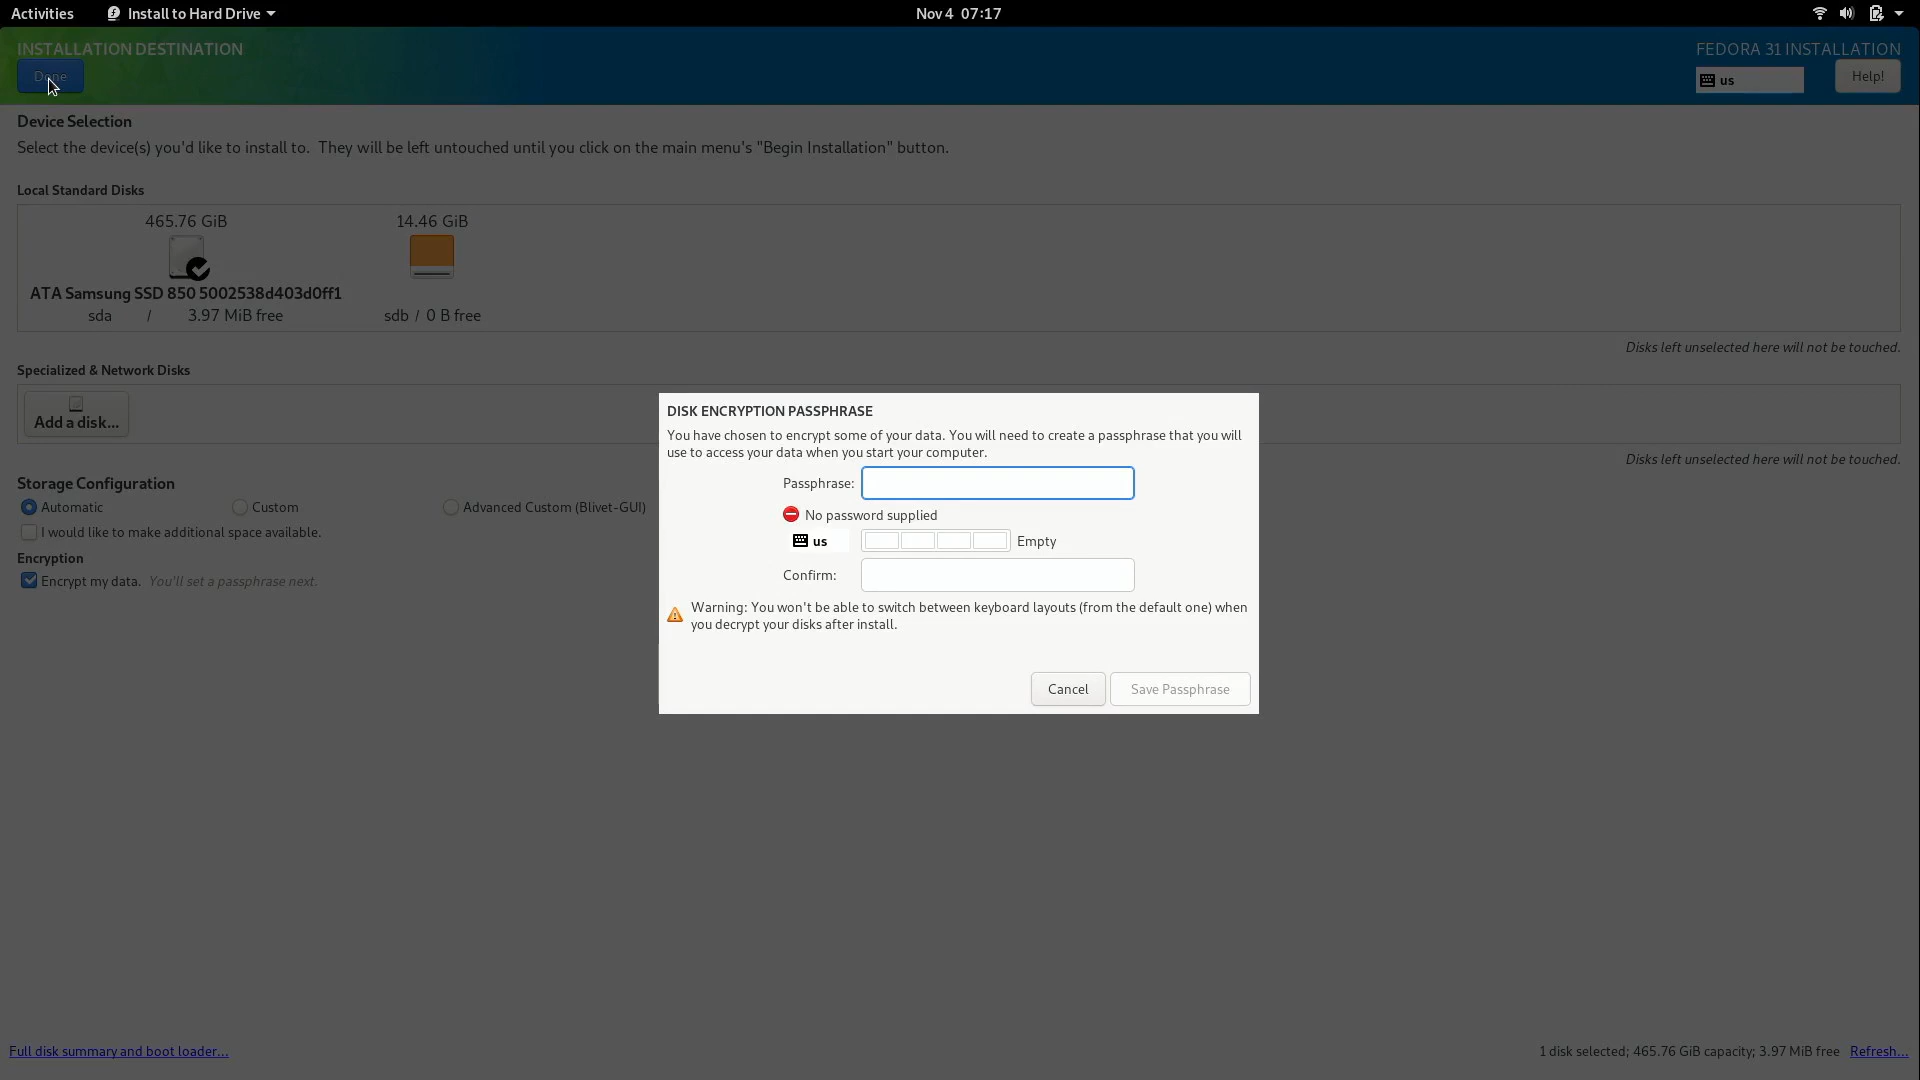 Activities
Install to Hard Drive
Nov 4 07:17
INSTALLATION DESTINATION
FEDORA 31 INSTALLATION
Done
us
Help!
Device Selection
Select the device(s) you'd like to install to. They will be left untouched until you click on the main menu's "Begin Installation" button.
Local Standard Disks
465.76 GiB
ATA Samsung SSD 850 5002538d403d0ff1
sda / 3.97 MiB free
14.46 GiB
sdb / 0 B free
Disks left unselected here will not be touched.
Specialized & Network Disks
Add a disk...
Disks left unselected here will not be touched.
Storage Configuration
Automatic
Custom
Advanced Custom (Blivet-GUI)
I would like to make additional space available.
Encryption
Encrypt my data. You'll set a passphrase next.
DISK ENCRYPTION PASSPHRASE
You have chosen to encrypt some of your data. You will need to create a passphrase that you will
use to access your data when you start your computer.
Passphrase:
No password supplied
us
Empty
Confirm:
Warning: You won't be able to switch between keyboard layouts (from the default one) when
you decrypt your disks after install.
Cancel
Save Passphrase
Full disk summary and boot loader...
1 disk selected; 465.76 GiB capacity; 3.97 MiB free
Refresh...